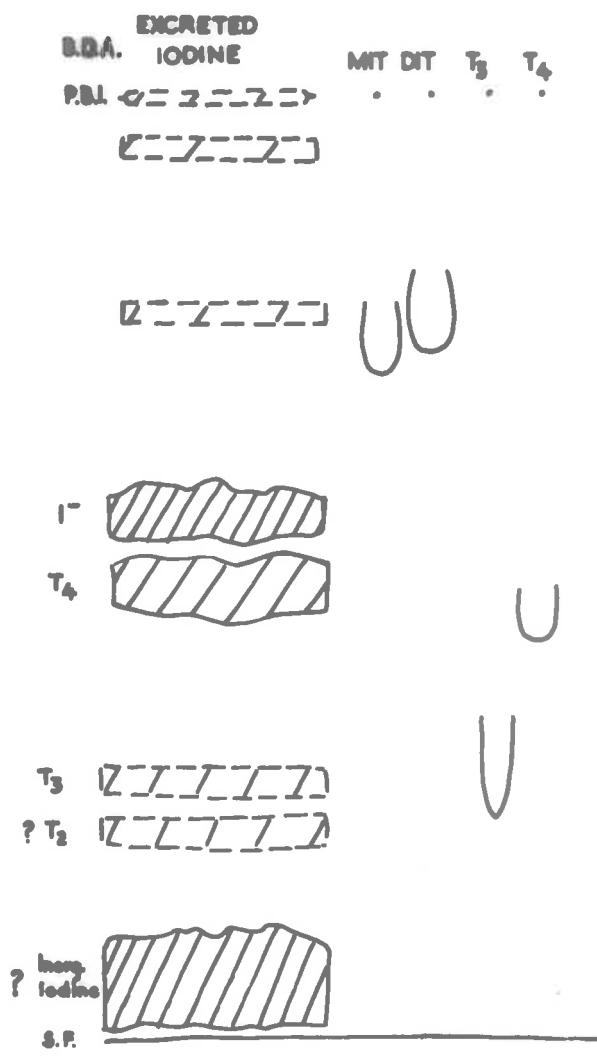 EXCRETED
B.D.A. IODINE
MIT DIT T3 T4
P.B.I.
I⁻
T4
T3
? T2
? Inorg.
Iodine
S.F.